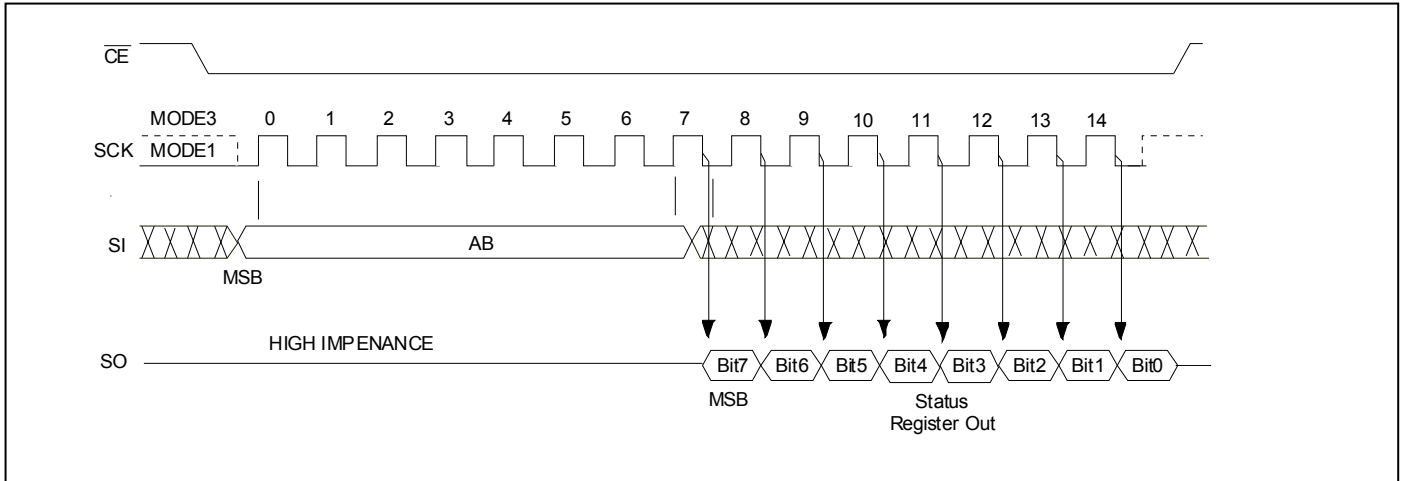 CE
MODE3 0 1 2 3 4 5 6 7 8 9 10 11 12 13 14
SCK MODE1
SI AB
MSB
HIGH IMPENANCE
SO Bit7 Bit6 Bit5 Bit4 Bit3 Bit2 Bit1 Bit0
MSB Status
Register Out